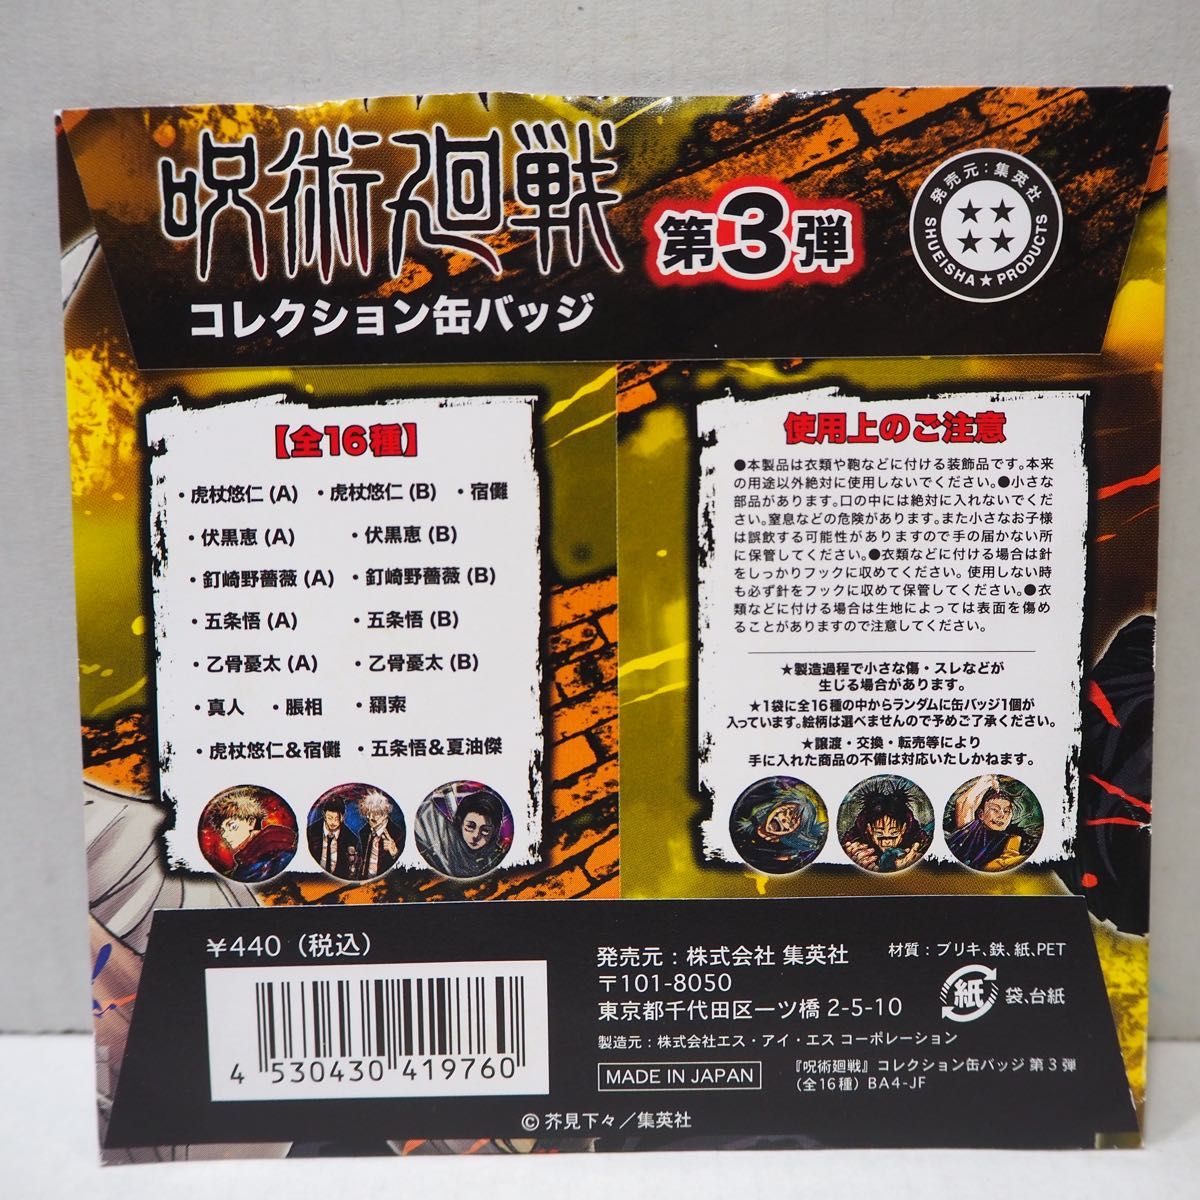 呪術廻戦
第3弾
コレクション缶バッジ
発売元:集英社
SHUEISHA★PRODUCTS
【全16種】
・虎杖悠仁 (A) ・虎杖悠仁 (B) ・宿儺
・伏黒恵 (A) ・伏黒恵 (B)
・釘崎野薔薇 (A) ・釘崎野薔薇 (B)
・五条悟 (A) ・五条悟 (B)
・乙骨憂太 (A) ・乙骨憂太 (B)
・真人 ・脹相 ・羂索
・虎杖悠仁&宿儺 ・五条悟&夏油傑
使用上のご注意
●本製品は衣類や鞄などに付ける装飾品です。本来
の用途以外絶対に使用しないでください。●小さな
部品があります。口の中には絶対に入れないでくだ
さい。窒息などの危険があります。また小さなお子様
は誤飲する可能性がありますので手の届かない所
に保管してください。●衣類などに付ける場合は針
をしっかりフックに収めてください。使用しない時
も必ず針をフックに収めて保管してください。●衣
類などに付ける場合は生地によっては表面を傷め
ることがありますので注意してください。
★製造過程で小さな傷・スレなどが
生じる場合があります。
★1袋に全16種の中からランダムに缶バッジ1個が
入っています。絵柄は選べませんので予めご了承ください。
★譲渡・交換・転売等により
手に入れた商品の不備は対応いたしかねます。
¥440（税込）
4 530430 419760
発売元:株式会社 集英社
〒101-8050
東京都千代田区一ツ橋 2-5-10
製造元:株式会社エス・アイ・エス コーポレーション
MADE IN JAPAN
材質:ブリキ、鉄、紙、PET
紙 袋、台紙
『呪術廻戦』コレクション缶バッジ 第3弾
（全16種）BA4-JF
© 芥見下々／集英社